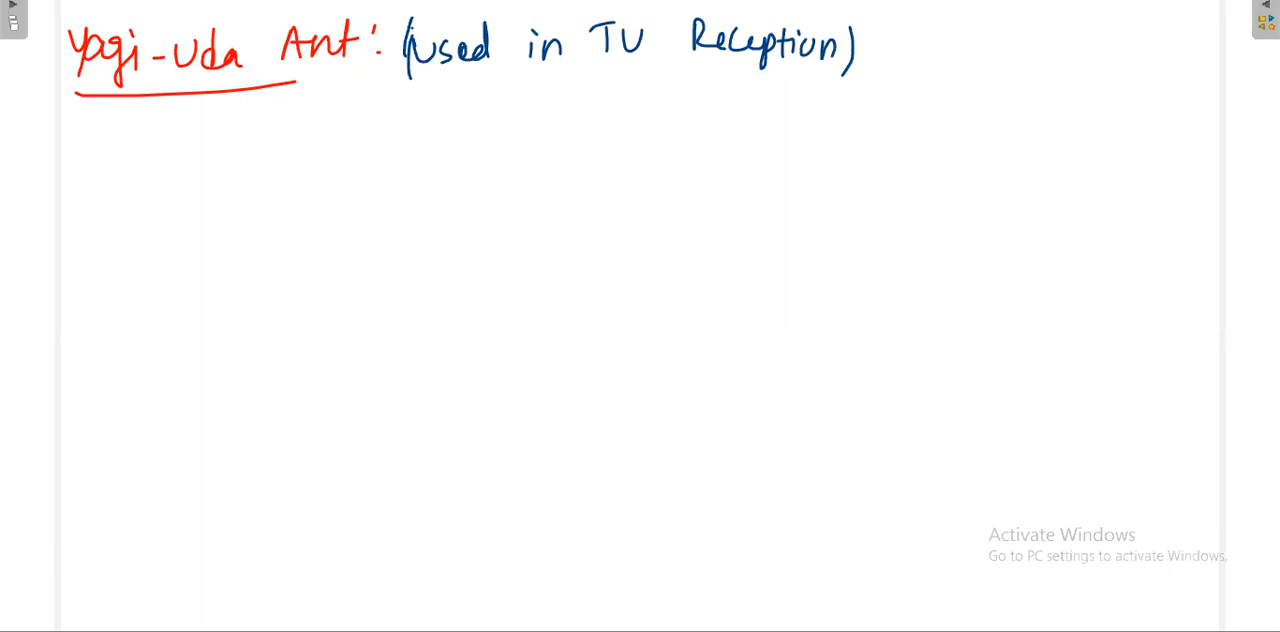 Yagi-Uda Ant: (used in TV Reception)
Activate Windows
Go to PC settings to activate Windows.